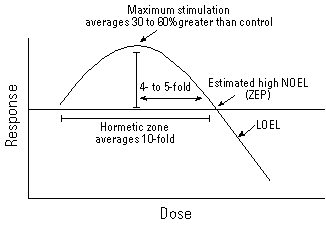 Maximum stimulation
averages 30 to 60% greater than control
4- to 5-fold
Estimated high NOEL
(ZEP)
Hormetic zone
averages 10-fold
LOEL
Response
Dose